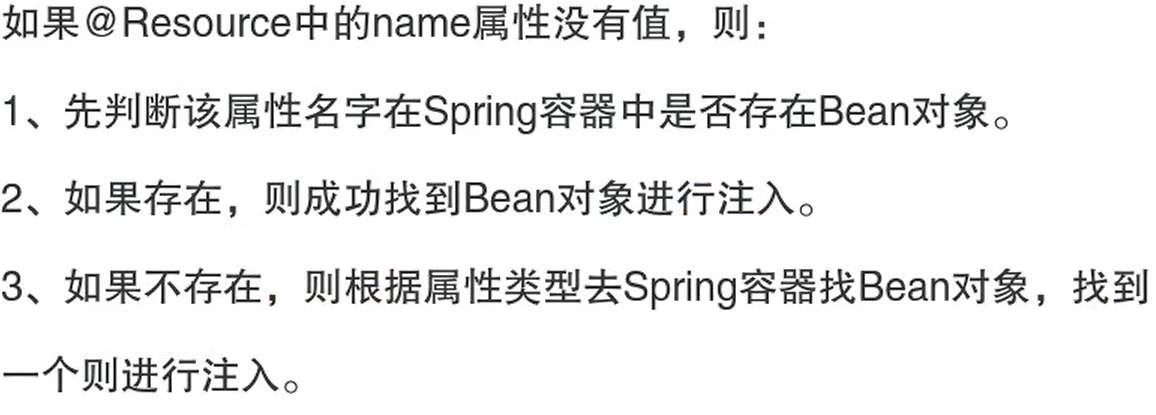 如果@Resource中的name属性没有值，则：
1、先判断该属性名字在Spring容器中是否存在Bean对象。
2、如果存在，则成功找到Bean对象进行注入。
3、如果不存在，则根据属性类型去Spring容器找Bean对象，找到
一个则进行注入。